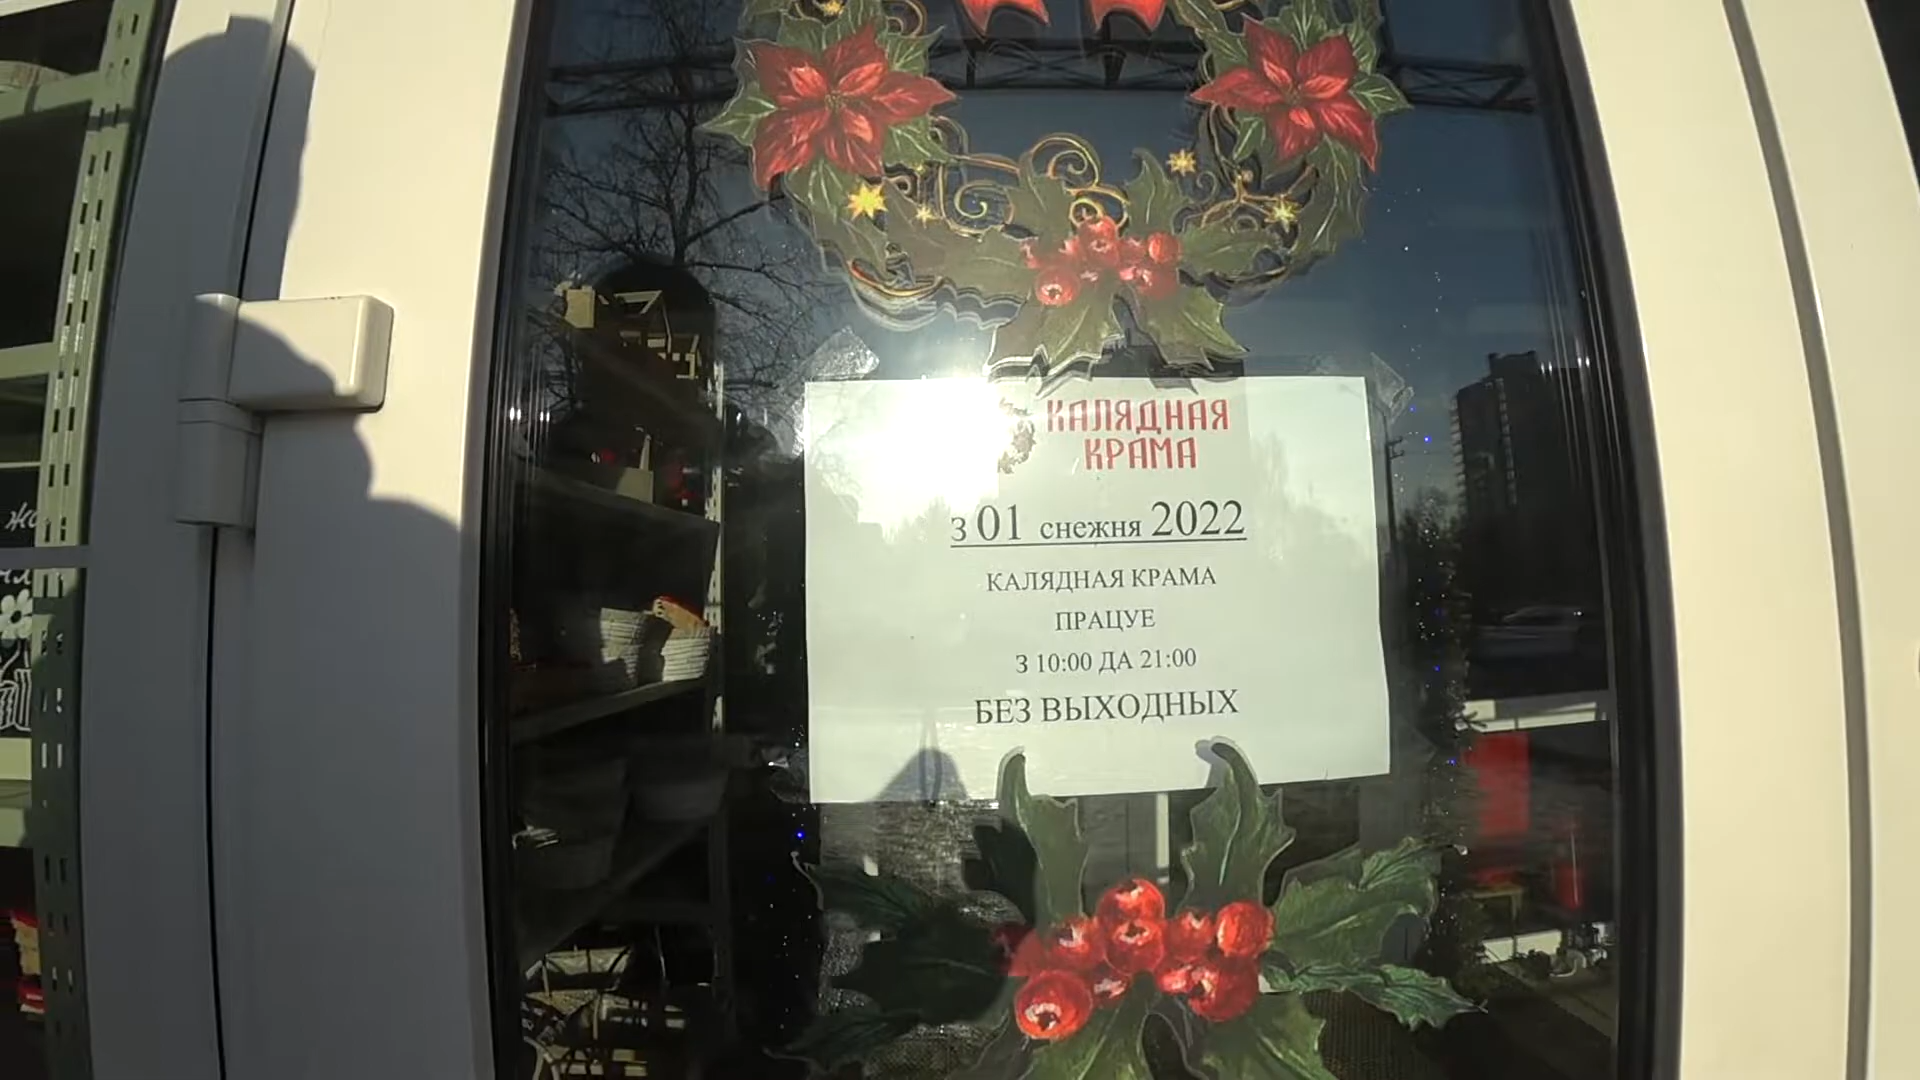 КАЛЯДНАЯ
КРАМА
З 01 снежня 2022
КАЛЯДНАЯ КРАМА
ПРАЦУЕ
З 10:00 ДА 21:00
БЕЗ ВЫХОДНЫХ